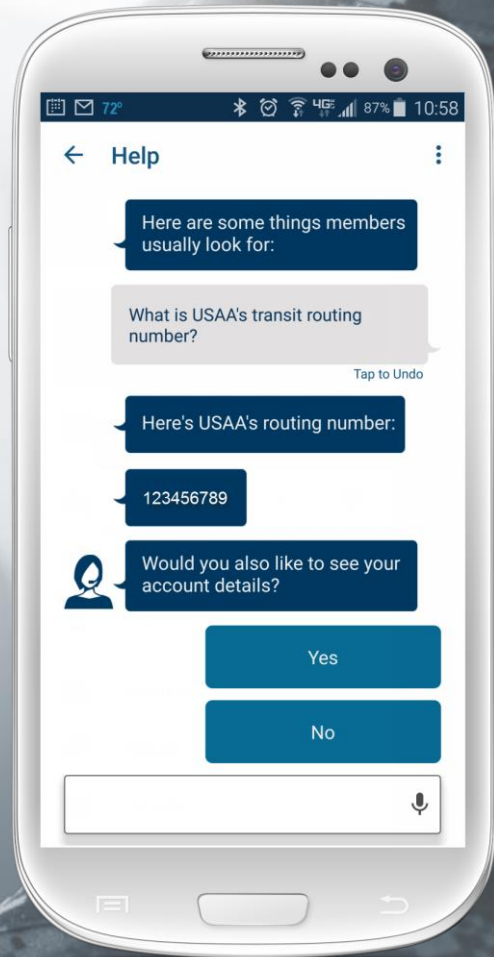 72°
4G
87%
10:58
Help
Here are some things members
usually look for:
What is USAA's transit routing
number?
Tap to Undo
Here's USAA's routing number:
123456789
Would you also like to see your
account details?
Yes
No